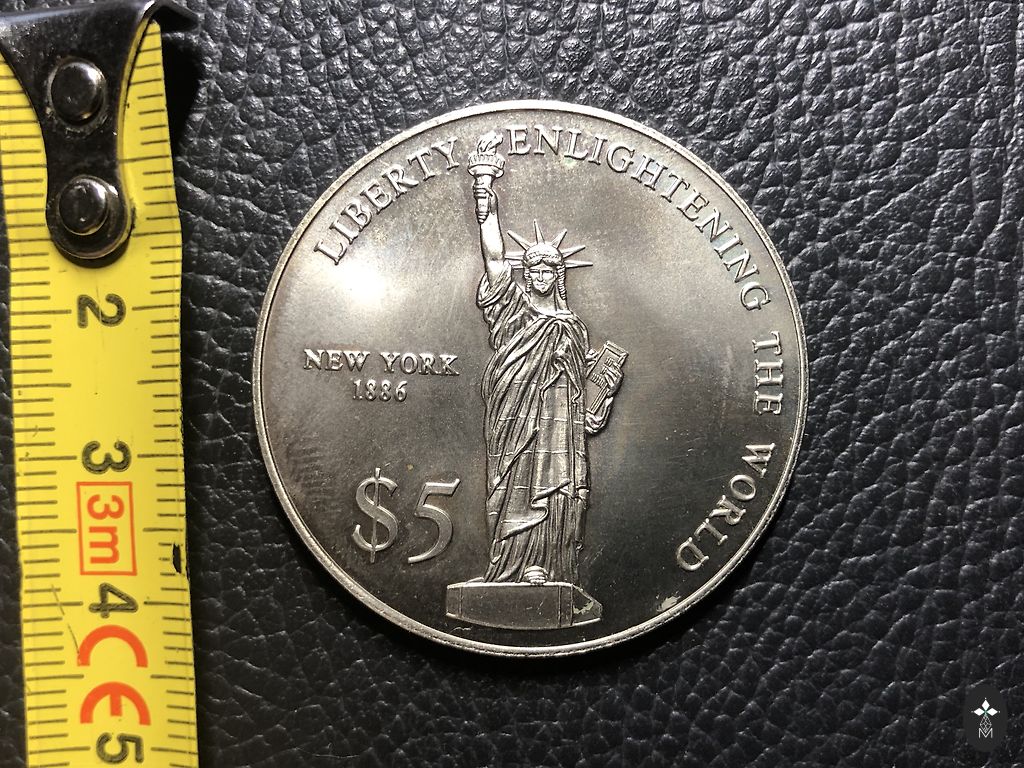 LIBERTY ENLIGHTENING THE WORLD
NEW YORK
1886
$5
2
3
3m
4
CE
5
M